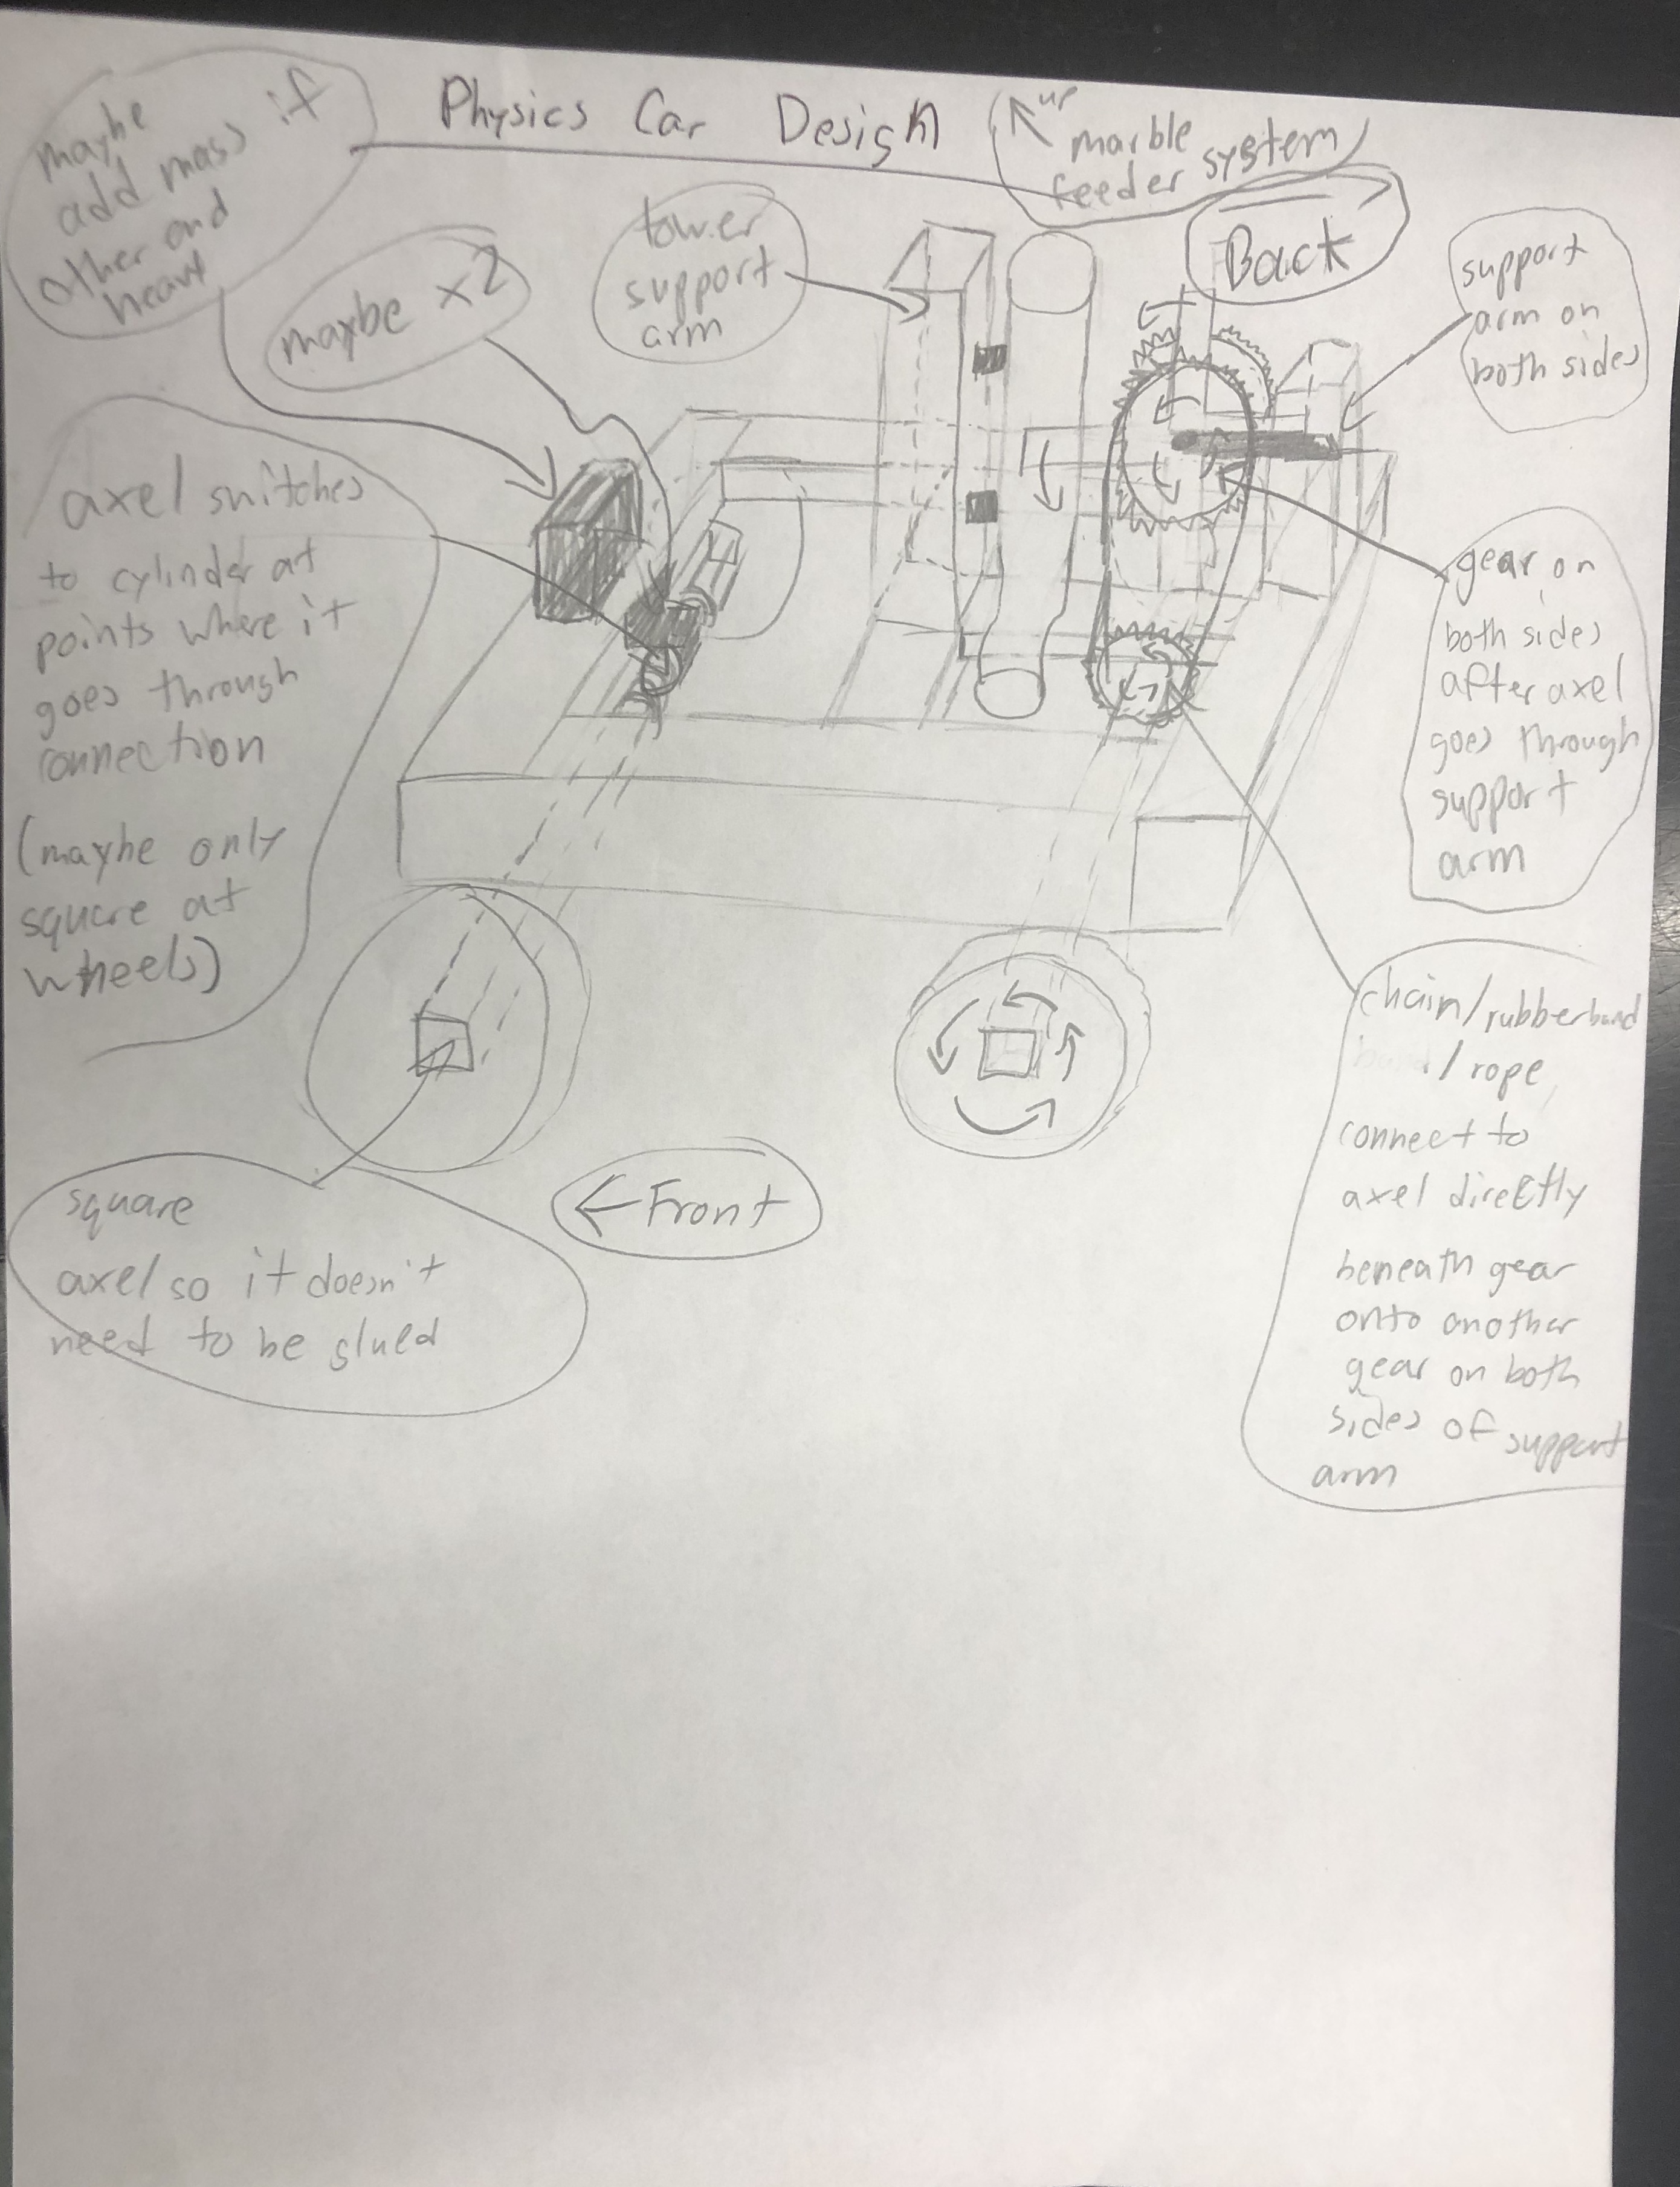 Physics Car Design
↑ up
marble
feeder system
maybe
add mass if
other end
heavy
maybe x2
tower
support
arm
Back
support
arm on
both sides
axel switches
to cylinder at
points where it
goes through
connection
(maybe only
square at
wheels)
gear on
both sides
after axel
goes through
support
arm
chain/rubberband
/rope
connect to
axel directly
beneath gear
onto another
gear on both
sides of support
arm
square
axel so it doesn't
need to be glued
← Front